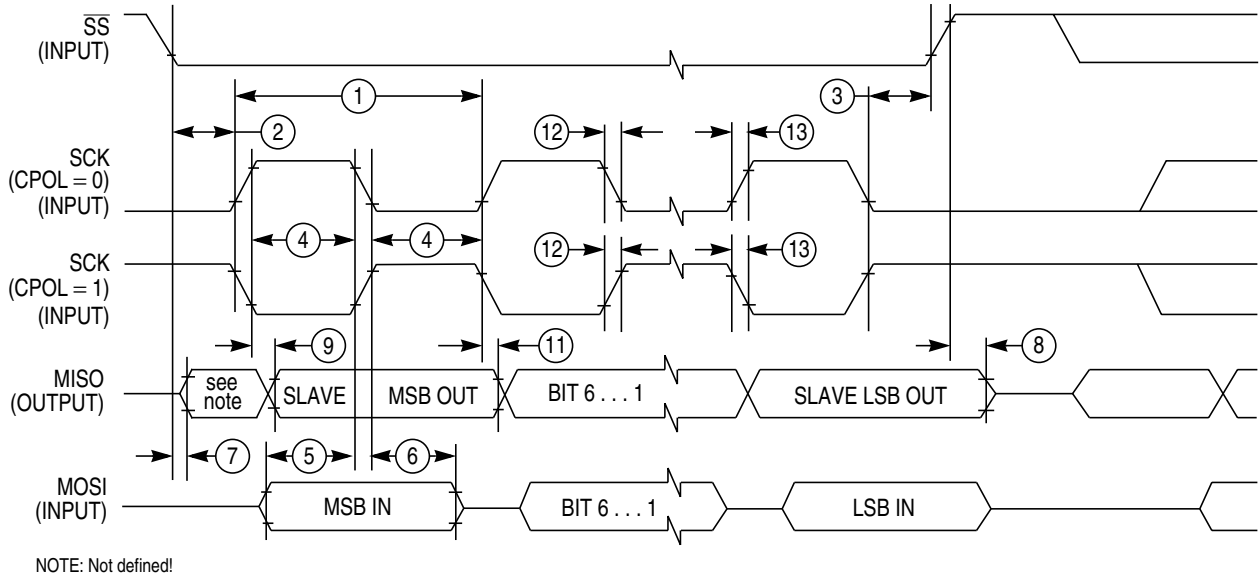 SS
(INPUT)
1
3
2
12
13
SCK
(CPOL = 0)
(INPUT)
4
4
12
13
SCK
(CPOL = 1)
(INPUT)
9
11
8
MISO
(OUTPUT)
see
note
SLAVE
MSB OUT
BIT 6 . . . 1
SLAVE LSB OUT
7
5
6
MOSI
(INPUT)
MSB IN
BIT 6 . . . 1
LSB IN
NOTE: Not defined!